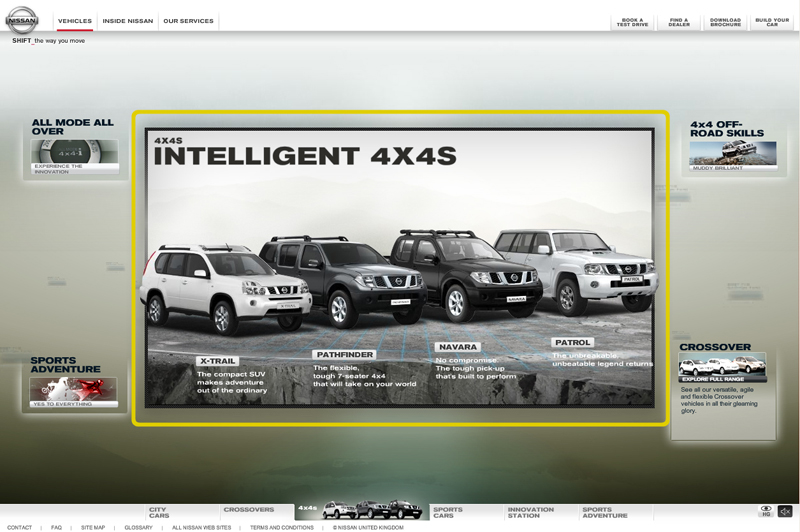 NISSAN
VEHICLES
INSIDE NISSAN
OUR SERVICES
BOOK A
TEST DRIVE
FIND A
DEALER
DOWNLOAD
BROCHURE
BUILD YOUR
CAR
SHIFT_the way you move
ALL MODE ALL
OVER
4x4-i
EXPERIENCE THE
INNOVATION
4x4 OFF-
ROAD SKILLS
MUDDY BRILLIANT
4X4S
INTELLIGENT 4X4S
X-TRAIL
NAVARA
PATROL
X-TRAIL
The compact SUV
makes adventure
out of the ordinary
PATHFINDER
The flexible,
tough 7-seater 4x4
that will take on your world
NAVARA
No compromise.
The tough pick-up
that's built to perform
PATROL
The unbreakable,
unbeatable legend returns
SPORTS
ADVENTURE
YES TO EVERYTHING
CROSSOVER
EXPLORE FULL RANGE
See all our versatile, agile
and flexible Crossover
vehicles in all their gleaming
glory.
CITY
CARS
CROSSOVERS
4x4s
SPORTS
CARS
INNOVATION
STATION
SPORTS
ADVENTURE
HQ
CONTACT | FAQ | SITE MAP | GLOSSARY | ALL NISSAN WEB SITES | TERMS AND CONDITIONS | © NISSAN UNITED KINGDOM